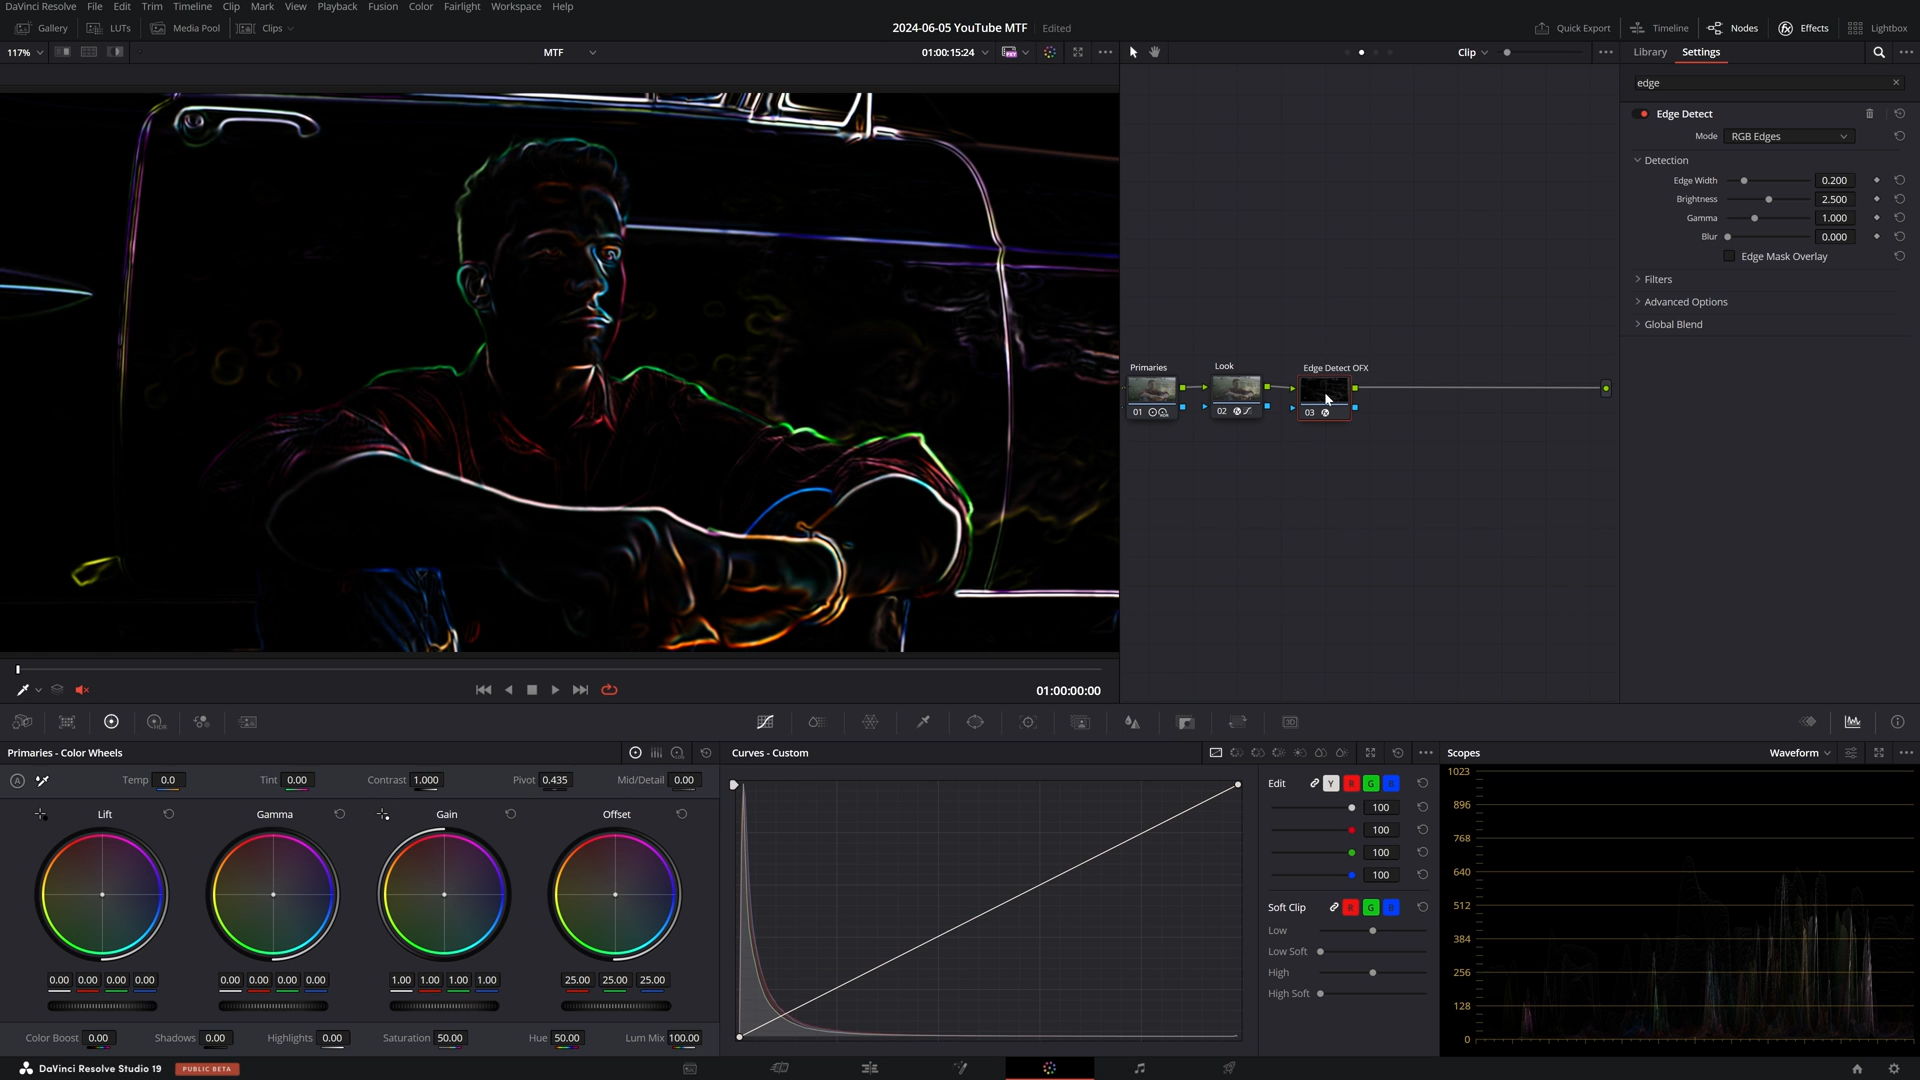 DaVinci Resolve File Edit Trim Timeline Clip Mark View Playback Fusion Color Fairlight Workspace Help
Gallery LUTs Media Pool Clips 2024-06-05 YouTube MTF Edited Quick Export Timeline Nodes Effects Lightbox
117% MTF 01:00:15:24 Clip Library Settings
edge
Edge Detect
Mode RGB Edges
Detection
Edge Width 0.200
Brightness 2.500
Gamma 1.000
Blur 0.000
Edge Mask Overlay
Filters
Advanced Options
Global Blend
Primaries Look Edge Detect OFX
01 02 03
01:00:00:00
Primaries - Color Wheels
Temp 0.0 Tint 0.00 Contrast 1.000 Pivot 0.435 Mid/Detail 0.00
Lift Gamma Gain Offset
0.00 0.00 0.00 0.00 0.00 0.00 0.00 0.00 1.00 1.00 1.00 1.00 25.00 25.00 25.00
Color Boost 0.00 Shadows 0.00 Highlights 0.00 Saturation 50.00 Hue 50.00 Lum Mix 100.00
Curves - Custom
Edit Y R G B
100
100
100
100
Soft Clip R G B
Low
Low Soft
High
High Soft
Scopes Waveform
1023
896
768
640
512
384
256
128
0
DaVinci Resolve Studio 19 PUBLIC BETA